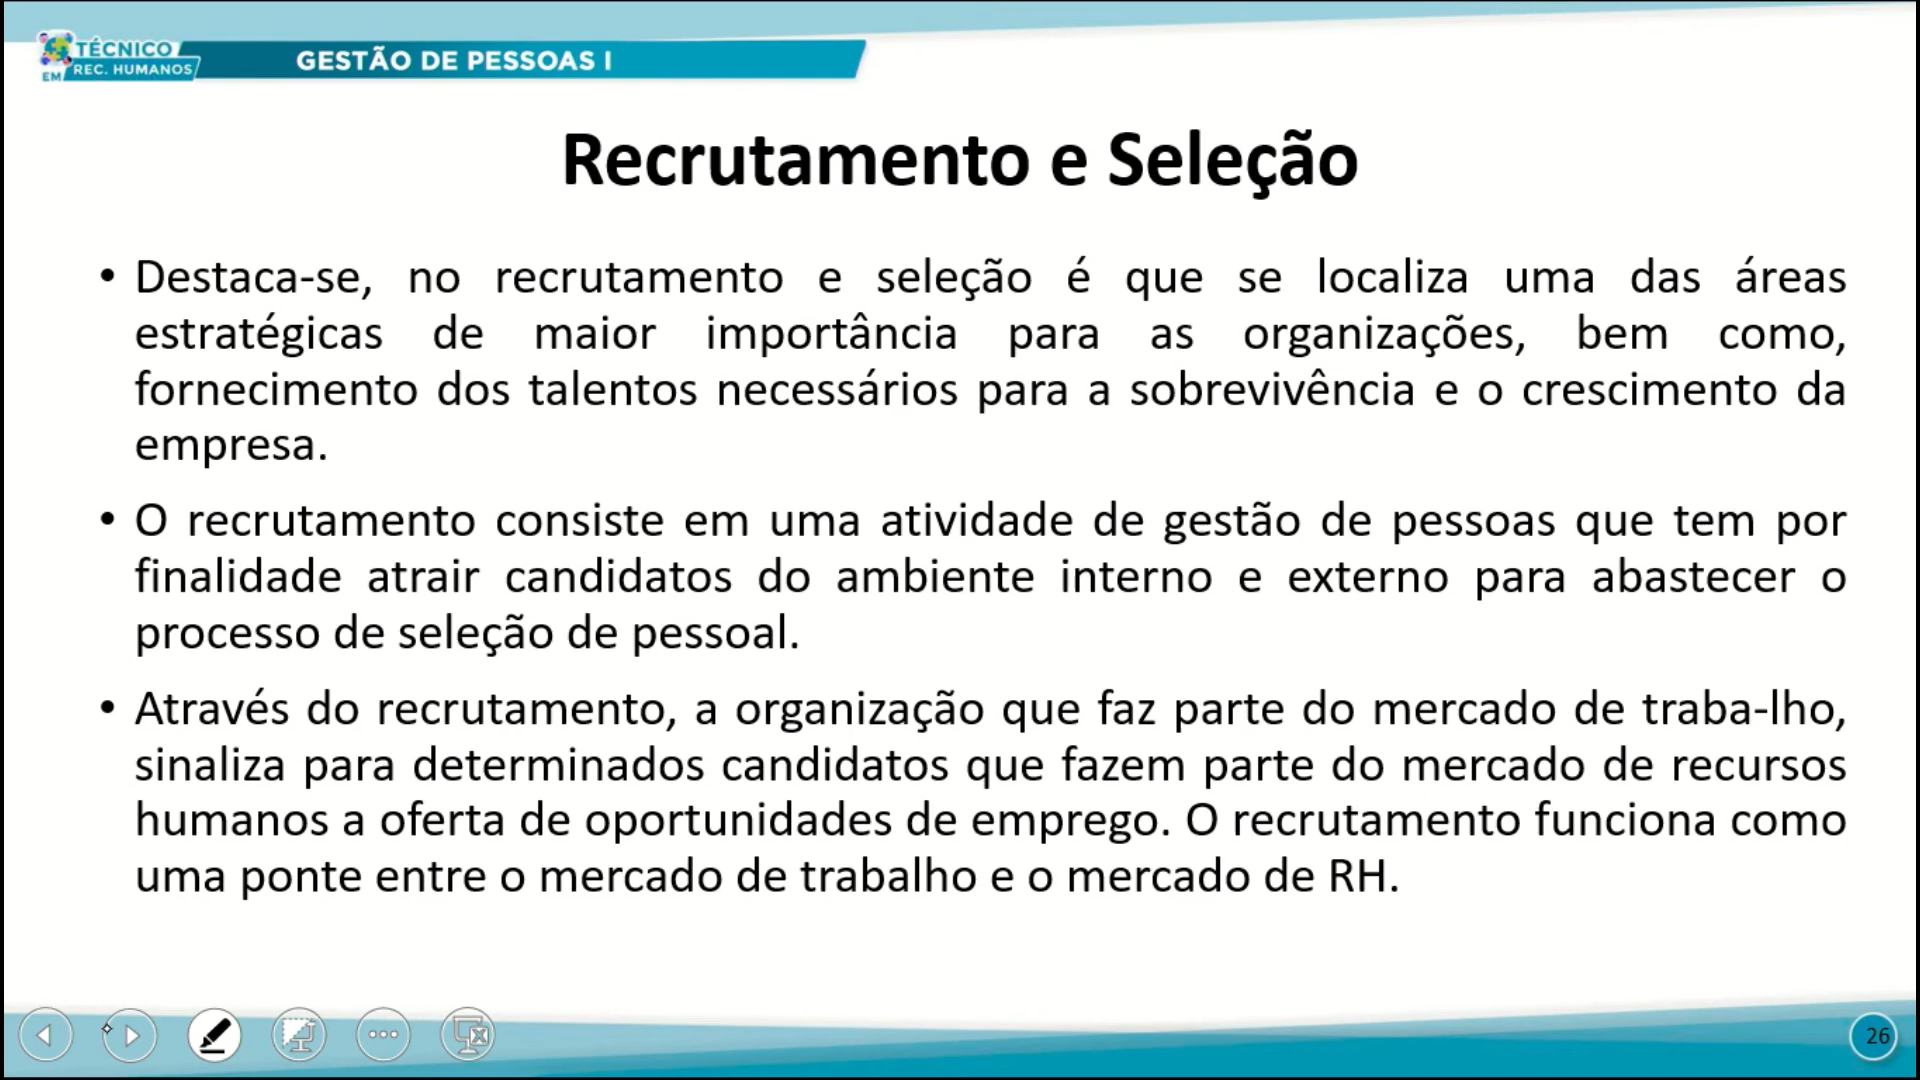 TÉCNICO
EM REC. HUMANOS
GESTÃO DE PESSOAS I
Recrutamento e Seleção
• Destaca-se, no recrutamento e seleção é que se localiza uma das áreas
estratégicas de maior importância para as organizações, bem como,
fornecimento dos talentos necessários para a sobrevivência e o crescimento da
empresa.
• O recrutamento consiste em uma atividade de gestão de pessoas que tem por
finalidade atrair candidatos do ambiente interno e externo para abastecer o
processo de seleção de pessoal.
• Através do recrutamento, a organização que faz parte do mercado de traba-lho,
sinaliza para determinados candidatos que fazem parte do mercado de recursos
humanos a oferta de oportunidades de emprego. O recrutamento funciona como
uma ponte entre o mercado de trabalho e o mercado de RH.
26